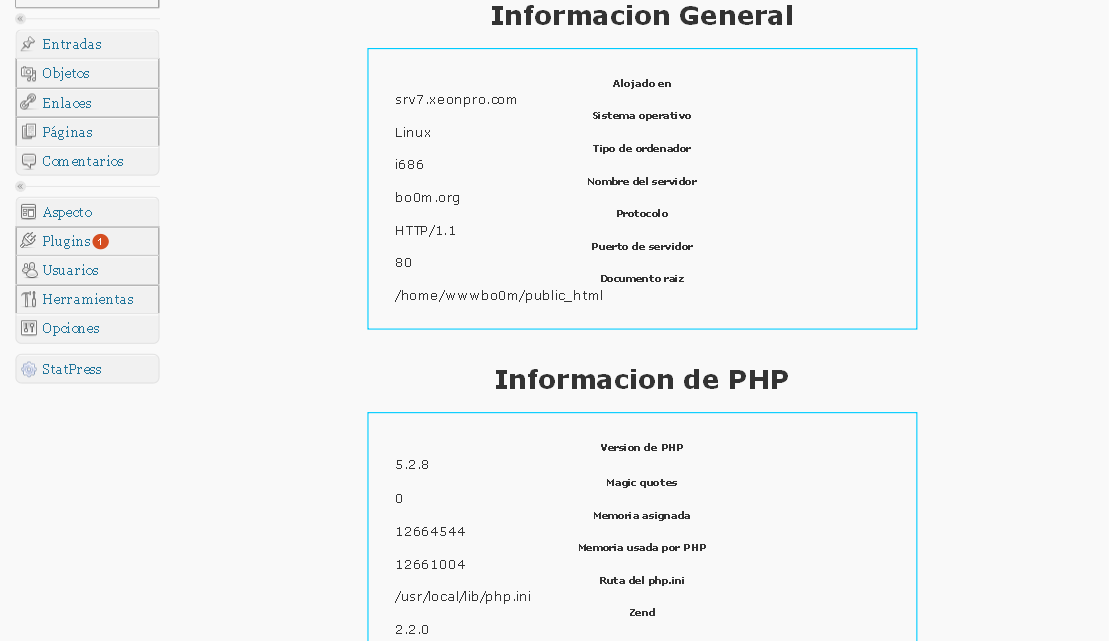 Entradas
Objetos
Enlaces
Páginas
Comentarios
Aspecto
Plugins 1
Usuarios
Herramientas
Opciones
StatPress
Informacion General
Alojado en
srv7.xeonpro.com
Sistema operativo
Linux
Tipo de ordenador
i686
Nombre del servidor
bo0m.org
Protocolo
HTTP/1.1
Puerto de servidor
80
Documento raiz
/home/wwwbo0m/public_html
Informacion de PHP
Version de PHP
5.2.8
Magic quotes
0
Memoria asignada
12664544
Memoria usada por PHP
12661004
Ruta del php.ini
/usr/local/lib/php.ini
Zend
2.2.0